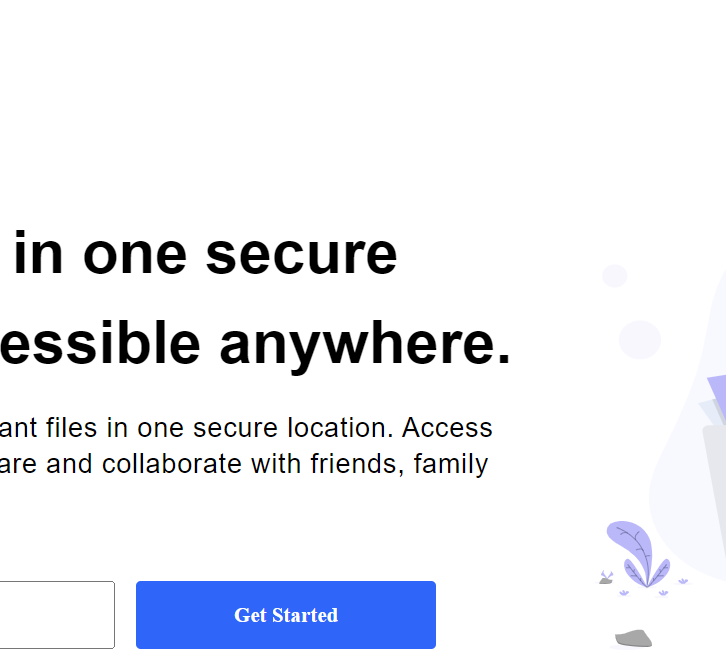 in one secure
essible anywhere.
ant files in one secure location. Access
are and collaborate with friends, family
Get Started